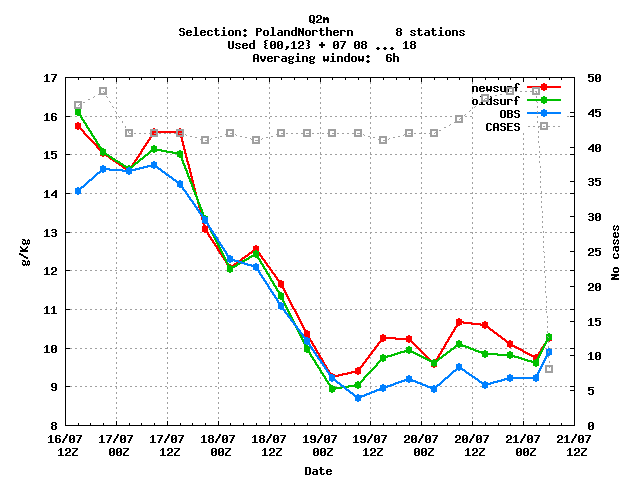 Q2m
Selection: PolandNorthern      8 stations
Used {00,12} + 07 08 ... 18
Averaging window:  6h
newsurf
oldsurf
OBS
CASES
17
16
15
14
13
12
11
10
9
8
g/Kg
50
45
40
35
30
25
20
15
10
5
0
No cases
16/07 17/07 17/07 18/07 18/07 19/07 19/07 20/07 20/07 21/07 21/07
12Z 00Z 12Z 00Z 12Z 00Z 12Z 00Z 12Z 00Z 12Z
Date